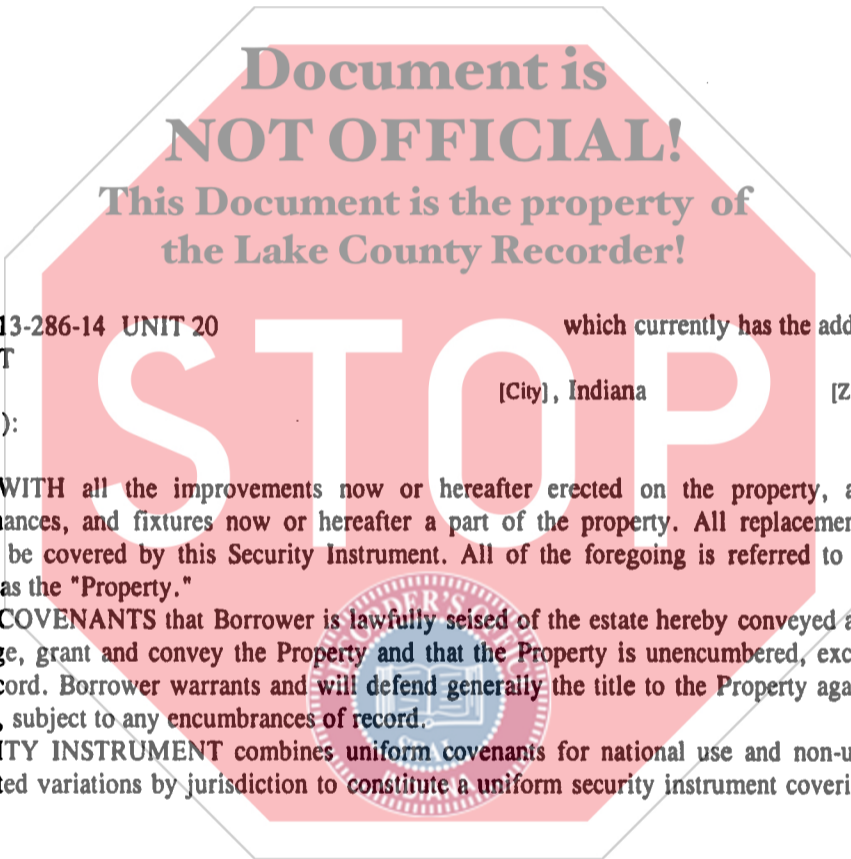 Document is
NOT OFFICIAL!
This Document is the property of
the Lake County Recorder!
13-286-14 UNIT 20 which currently has the add
T
[City], Indiana [Z
):
STOP
WITH all the improvements now or hereafter erected on the property, a
ances, and fixtures now or hereafter a part of the property. All replacemen
be covered by this Security Instrument. All of the foregoing is referred to
as the "Property."
COVENANTS that Borrower is lawfully seised of the estate hereby conveyed a
ge, grant and convey the Property and that the Property is unencumbered, exc
cord. Borrower warrants and will defend generally the title to the Property aga
, subject to any encumbrances of record.
ITY INSTRUMENT combines uniform covenants for national use and non-u
ted variations by jurisdiction to constitute a uniform security instrument coveri
SEAL
INDIANA